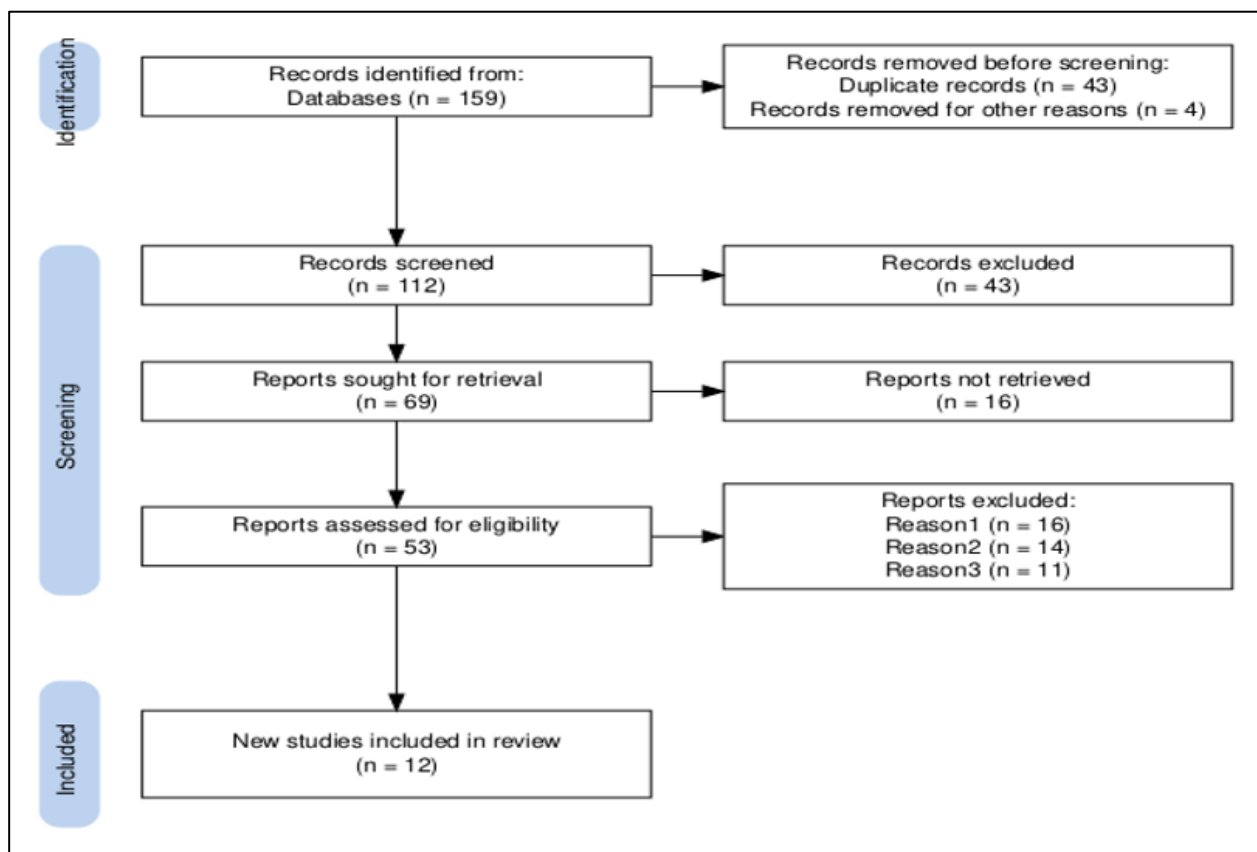 Identification
Records identified from:
Databases (n = 159)
Records removed before screening:
Duplicate records (n = 43)
Records removed for other reasons (n = 4)
Screening
Records screened
(n = 112)
Records excluded
(n = 43)
Reports sought for retrieval
(n = 69)
Reports not retrieved
(n = 16)
Reports assessed for eligibility
(n = 53)
Reports excluded:
Reason1 (n = 16)
Reason2 (n = 14)
Reason3 (n = 11)
Included
New studies included in review
(n = 12)